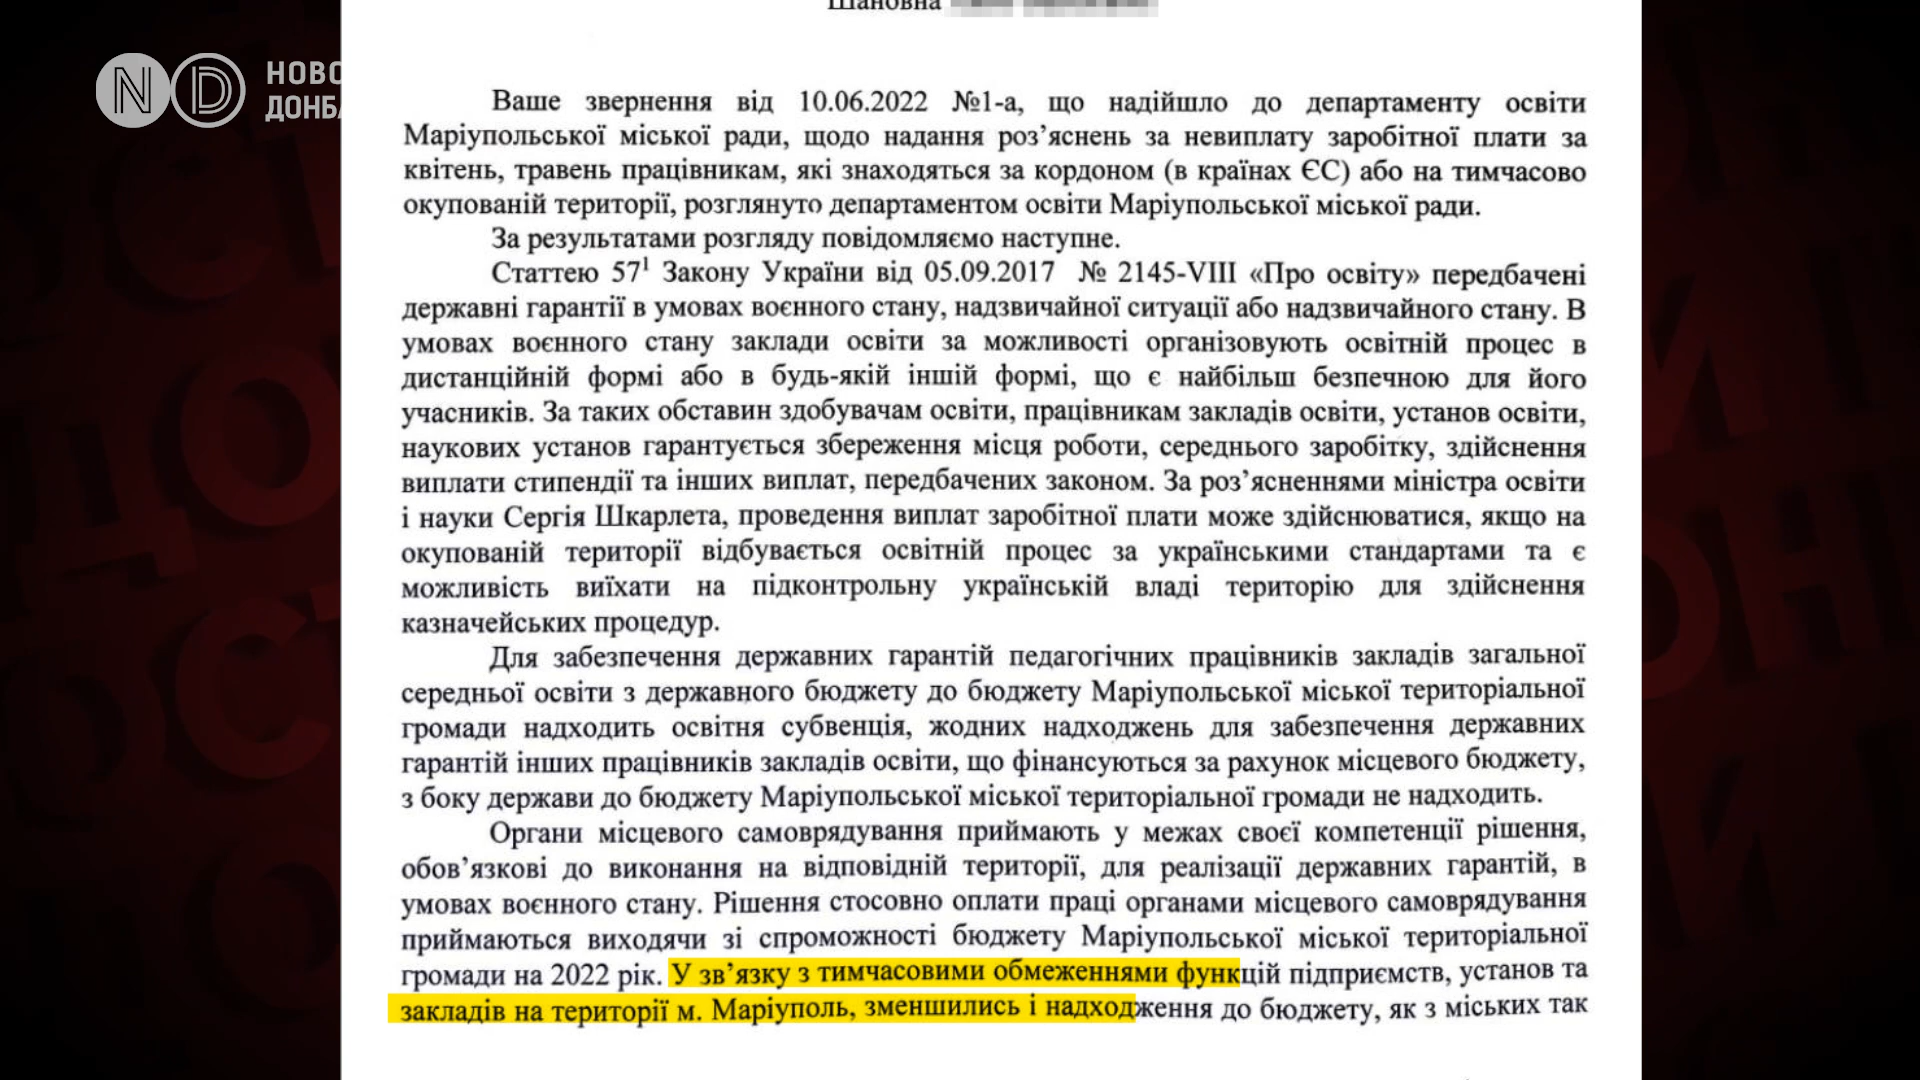 Шановна
НОВО
ДОНБА
Ваше звернення від 10.06.2022 №1-а, що надійшло до департаменту освіти
Маріупольської міської ради, щодо надання роз’яснень за невиплату заробітної плати за
квітень, травень працівникам, які знаходяться за кордоном (в країнах ЄС) або на тимчасово
окупованій території, розглянуто департаментом освіти Маріупольської міської ради.
За результатами розгляду повідомляємо наступне.
Статтею 57¹ Закону України від 05.09.2017 № 2145-VIII «Про освіту» передбачені
державні гарантії в умовах воєнного стану, надзвичайної ситуації або надзвичайного стану. В
умовах воєнного стану заклади освіти за можливості організовують освітній процес в
дистанційній формі або в будь-якій іншій формі, що є найбільш безпечною для його
учасників. За таких обставин здобувачам освіти, працівникам закладів освіти, установ освіти,
наукових установ гарантується збереження місця роботи, середнього заробітку, здійснення
виплати стипендії та інших виплат, передбачених законом. За роз’ясненнями міністра освіти
і науки Сергія Шкарлета, проведення виплат заробітної плати може здійснюватися, якщо на
окупованій території відбувається освітній процес за українськими стандартами та є
можливість виїхати на підконтрольну українській владі територію для здійснення
казначейських процедур.
Для забезпечення державних гарантій педагогічних працівників закладів загальної
середньої освіти з державного бюджету до бюджету Маріупольської міської територіальної
громади надходить освітня субвенція, жодних надходжень для забезпечення державних
гарантій інших працівників закладів освіти, що фінансуються за рахунок місцевого бюджету,
з боку держави до бюджету Маріупольської міської територіальної громади не надходить.
Органи місцевого самоврядування приймають у межах своєї компетенції рішення,
обов’язкові до виконання на відповідній території, для реалізації державних гарантій, в
умовах воєнного стану. Рішення стосовно оплати праці органами місцевого самоврядування
приймаються виходячи зі спроможності бюджету Маріупольської міської територіальної
громади на 2022 рік. У зв’язку з тимчасовими обмеженнями функцій підприємств, установ та
закладів на території м. Маріуполь, зменшились і надходження до бюджету, як з міських так